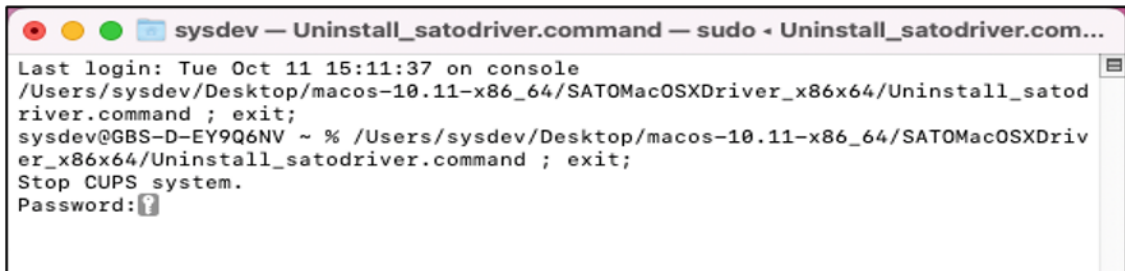 sysdev — Uninstall_satodriver.command — sudo ◂ Uninstall_satodriver.com...
Last login: Tue Oct 11 15:11:37 on console
/Users/sysdev/Desktop/macos-10.11-x86_64/SATOMacOSXDriver_x86x64/Uninstall_satod
river.command ; exit;
sysdev@GBS-D-EY9Q6NV ~ % /Users/sysdev/Desktop/macos-10.11-x86_64/SATOMacOSXDriv
er_x86x64/Uninstall_satodriver.command ; exit;
Stop CUPS system.
Password: